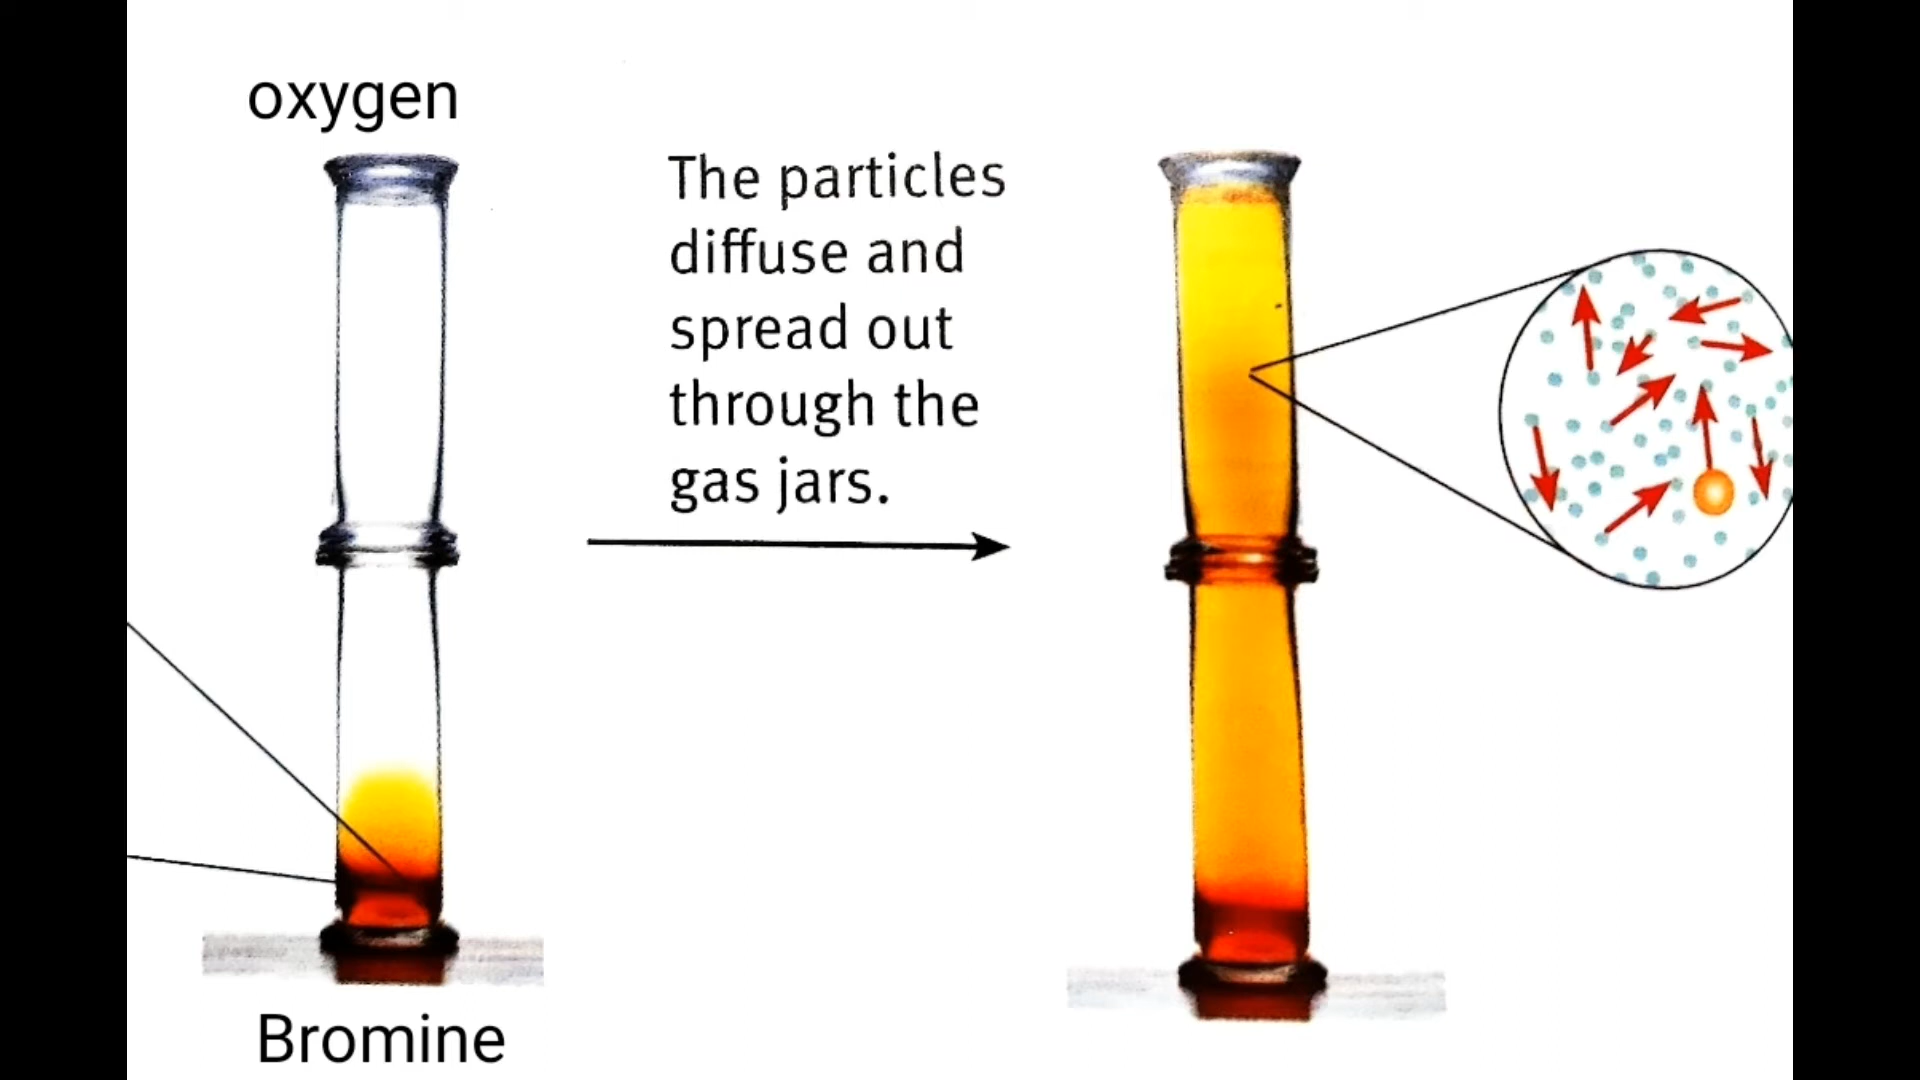 oxygen
The particles
diffuse and
spread out
through the
gas jars.
Bromine